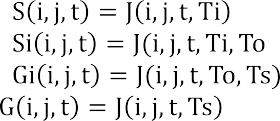 S(i,j,t) = J(i,j,t,Ti)
Si(i,j,t) = J(i,j,t,Ti,To
Gi(i,j,t) = J(i,j,t,To,Ts)
G(i,j,t) = J(i,j,t,Ts)